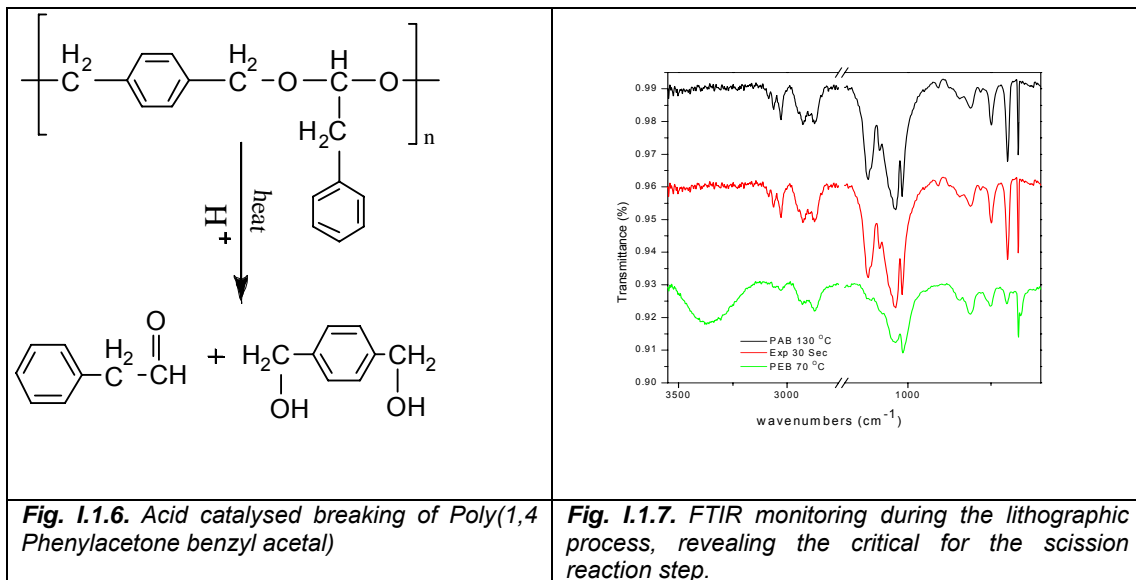 H₂
C
H₂
C
O
H
C
O
n
H₂C
heat
H⁺
O
H₂
C
CH
+
H₂C
OH
H₂
C
OH
0.99
0.98
0.97
0.96
0.95
0.94
0.93
0.92
0.91
0.90
Transmittance (%)
PAB 130 °C
Exp 30 Sec
PEB 70 °C
3500
3000
1000
wavenumbers (cm⁻¹)
Fig. I.1.6. Acid catalysed breaking of Poly(1,4
Phenylacetone benzyl acetal)
Fig. I.1.7. FTIR monitoring during the lithographic
process, revealing the critical for the scission
reaction step.